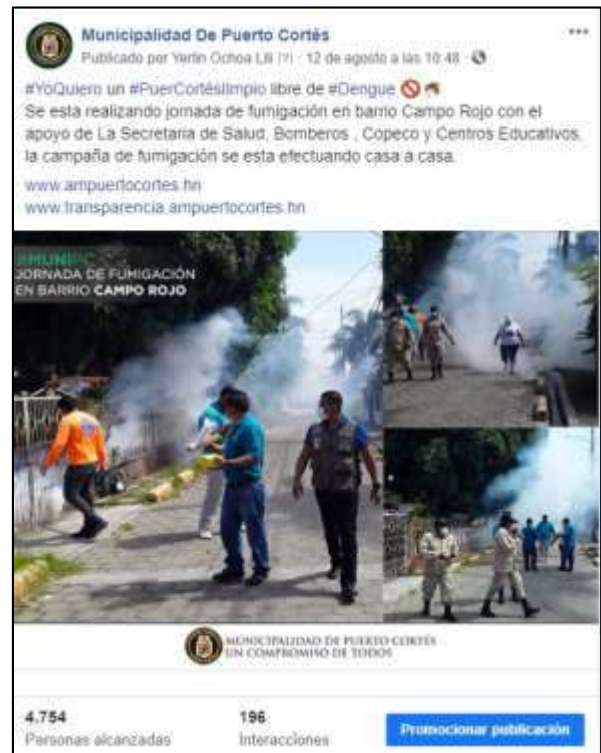 Municipalidad De Puerto Cortés
Publicado por Yerlin Ochoa Lili [?] · 12 de agosto a las 10:48 ·
#YoQuiero un #PuerCortéslimpio libre de #Dengue
Se esta realizando jornada de fumigación en barrio Campo Rojo con el
apoyo de La Secretaria de Salud, Bomberos , Copeco y Centros Educativos,
la campaña de fumigación se esta efectuando casa a casa.
www.ampuertocortes.hn
www.transparencia.ampuertocortes.hn
#MUNIPC
JORNADA DE FUMIGACIÓN
EN BARRIO CAMPO ROJO
MUNICIPALIDAD DE PUERTO CORTÉS
UN COMPROMISO DE TODOS
4.754
Personas alcanzadas
196
Interacciones
Promocionar publicación